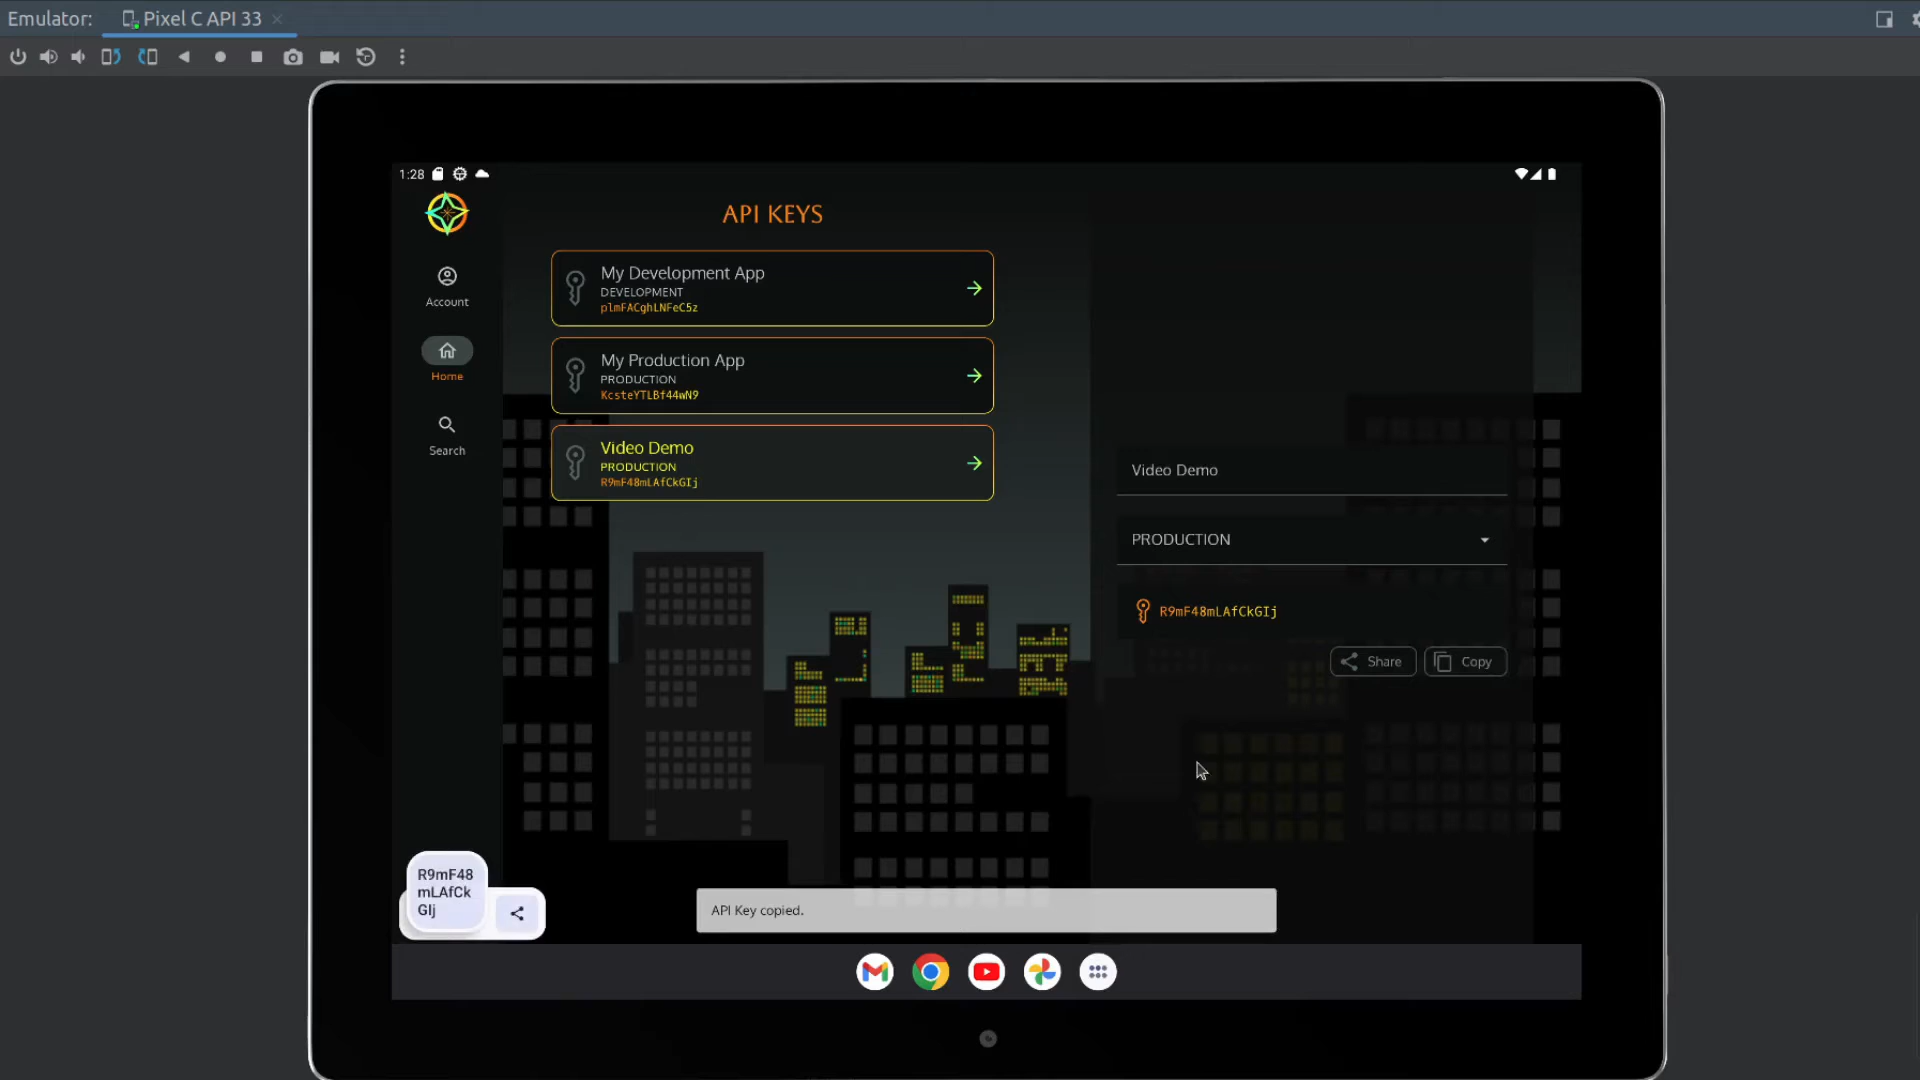 Emulator:
Pixel C API 33
1:28
API KEYS
Account
Home
Search
My Development App
DEVELOPMENT
plmFACghLNFeC5z
My Production App
PRODUCTION
KcsteYTLBf44wN9
Video Demo
PRODUCTION
R9mF48mLAfCkGIj
Video Demo
PRODUCTION
R9mF48mLAfCkGIj
Share
Copy
R9mF48
mLAfCk
GIj
API Key copied.